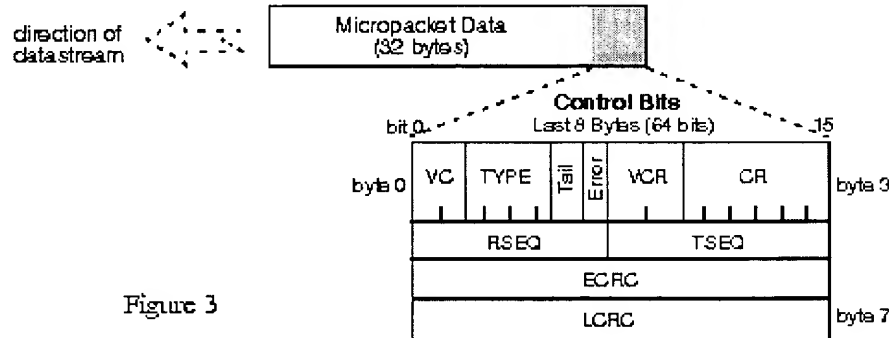 direction of
datastream
Micropacket Data
(32 bytes)
Control Bits
bit 0
Last 8 Bytes (64 bits)
15
byte 0
VC
TYPE
Tail
Error
VCR
CR
byte 3
RSEQ
TSEQ
ECRC
LCRC
byte 7
Figure 3